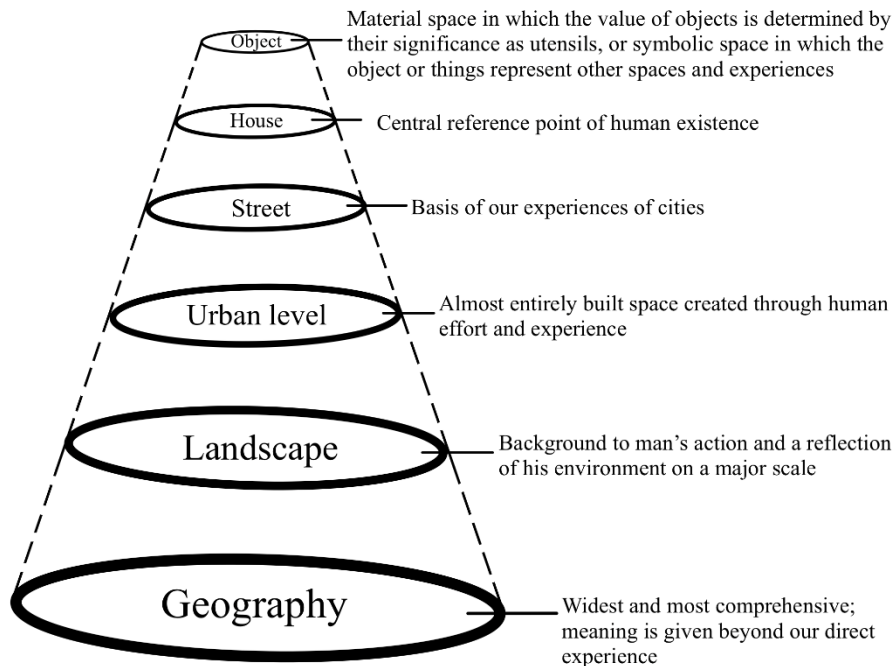 Object
Material space in which the value of objects is determined by
their significance as utensils, or symbolic space in which the
object or things represent other spaces and experiences
House
Central reference point of human existence
Street
Basis of our experiences of cities
Urban level
Almost entirely built space created through human
effort and experience
Landscape
Background to man’s action and a reflection
of his environment on a major scale
Geography
Widest and most comprehensive;
meaning is given beyond our direct
experience